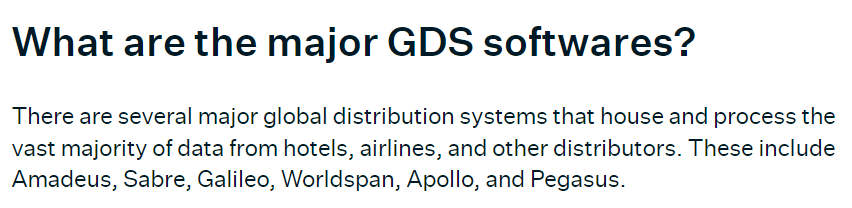 What are the major GDS softwares?
There are several major global distribution systems that house and process the
vast majority of data from hotels, airlines, and other distributors. These include
Amadeus, Sabre, Galileo, Worldspan, Apollo, and Pegasus.